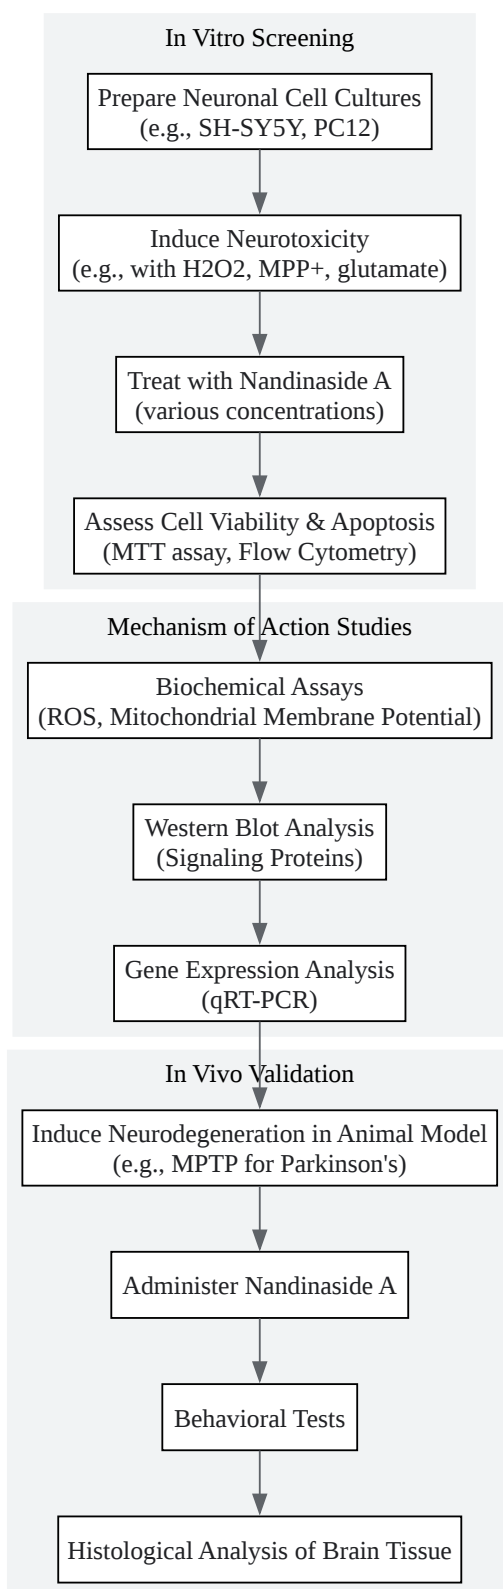 In Vitro Screening
Prepare Neuronal Cell Cultures
(e.g., SH-SY5Y, PC12)
Induce Neurotoxicity
(e.g., with H2O2, MPP+, glutamate)
Treat with Nandinaside A
(various concentrations)
Assess Cell Viability & Apoptosis
(MTT assay, Flow Cytometry)
Mechanism of Action Studies
Biochemical Assays
(ROS, Mitochondrial Membrane Potential)
Western Blot Analysis
(Signaling Proteins)
Gene Expression Analysis
(qRT-PCR)
In Vivo Validation
Induce Neurodegeneration in Animal Model
(e.g., MPTP for Parkinson's)
Administer Nandinaside A
Behavioral Tests
Histological Analysis of Brain Tissue